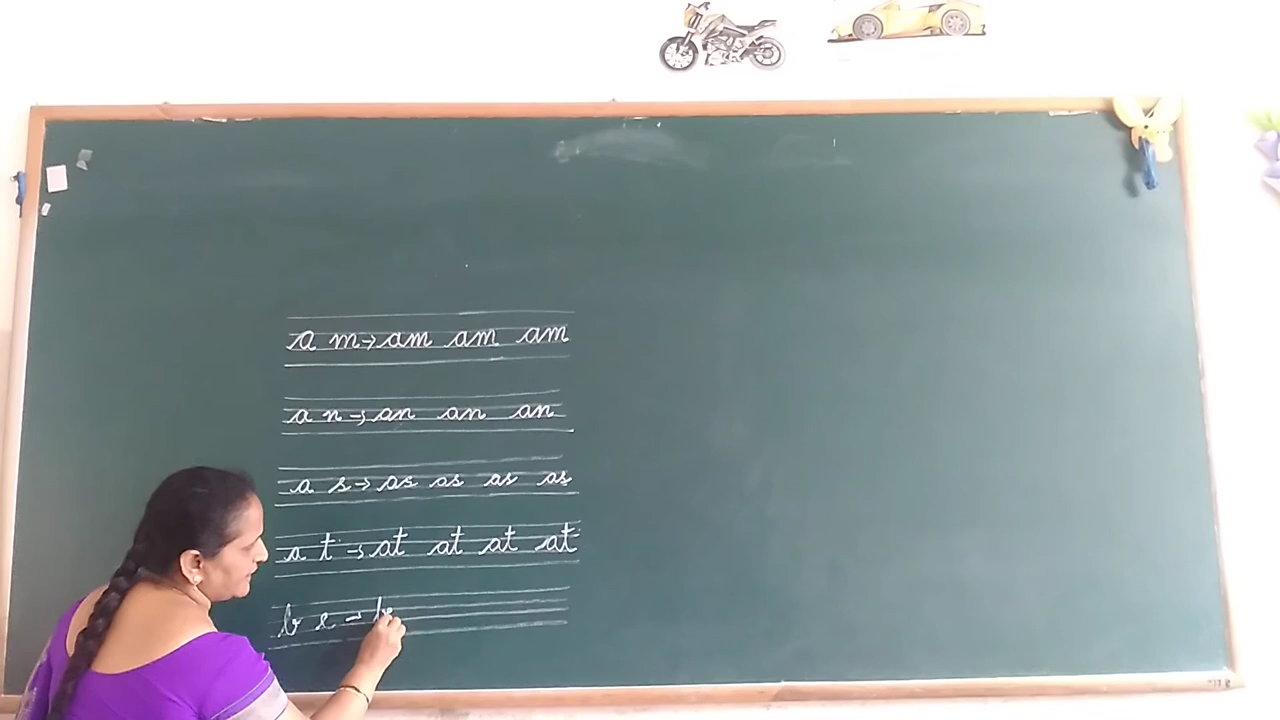 a m → am am am
a n → an an an
a s → as as as as
a t → at at at at
b e → b